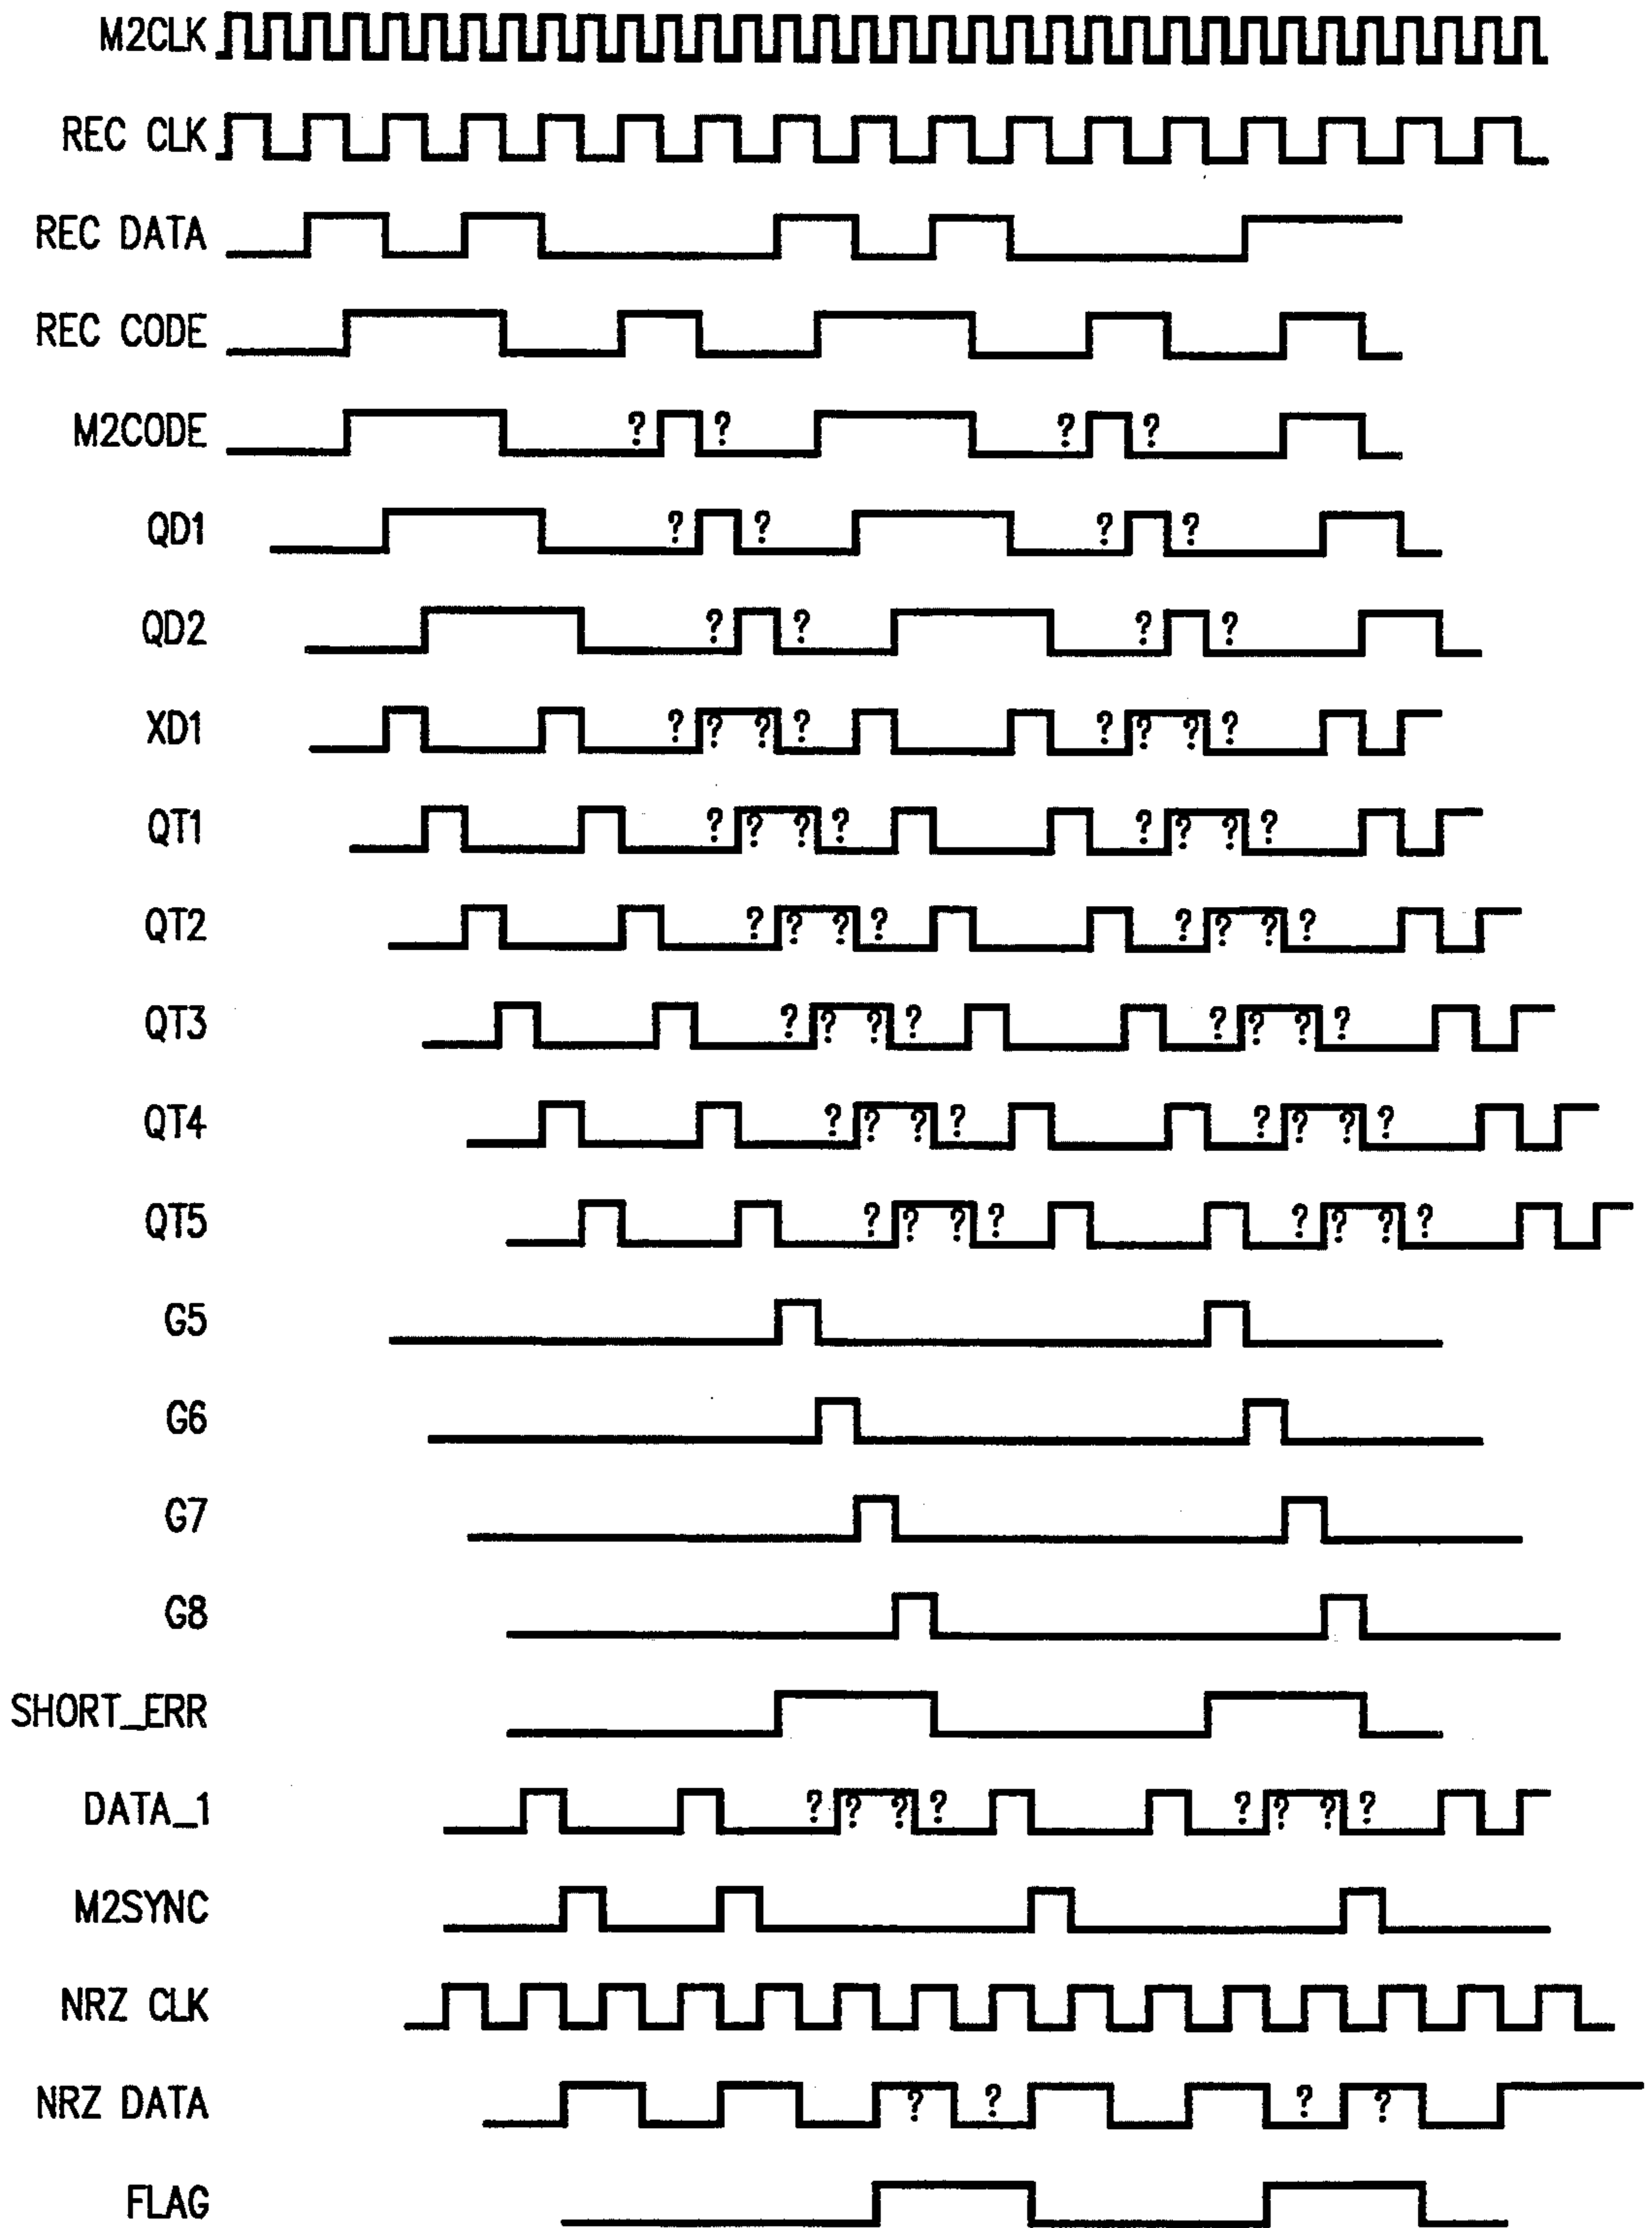 M2CLK
REC CLK
REC DATA
REC CODE
M2CODE ? ? ? ?
QD1 ? ? ? ?
QD2 ? ? ? ?
XD1 ? ? ? ? ? ? ? ?
QT1 ? ? ? ? ? ? ? ?
QT2 ? ? ? ? ? ? ? ?
QT3 ? ? ? ? ? ? ? ?
QT4 ? ? ? ? ? ? ? ?
QT5 ? ? ? ? ? ? ? ?
G5
G6
G7
G8
SHORT_ERR
DATA_1 ? ? ? ? ? ? ? ?
M2SYNC
NRZ CLK
NRZ DATA ? ? ? ?
FLAG